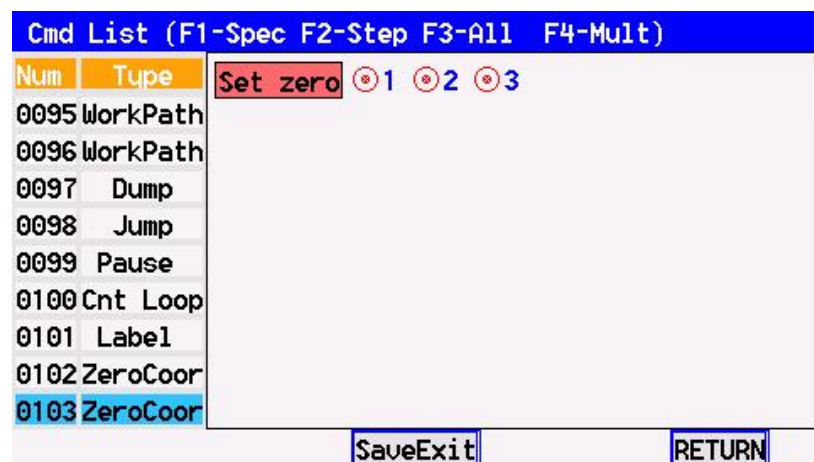 Cmd List (F1-Spec F2-Step F3-All F4-Mult)
Num Type
Set zero 1 2 3
0095 WorkPath
0096 WorkPath
0097 Dump
0098 Jump
0099 Pause
0100 Cnt Loop
0101 Label
0102 ZeroCoor
0103 ZeroCoor
SaveExit RETURN